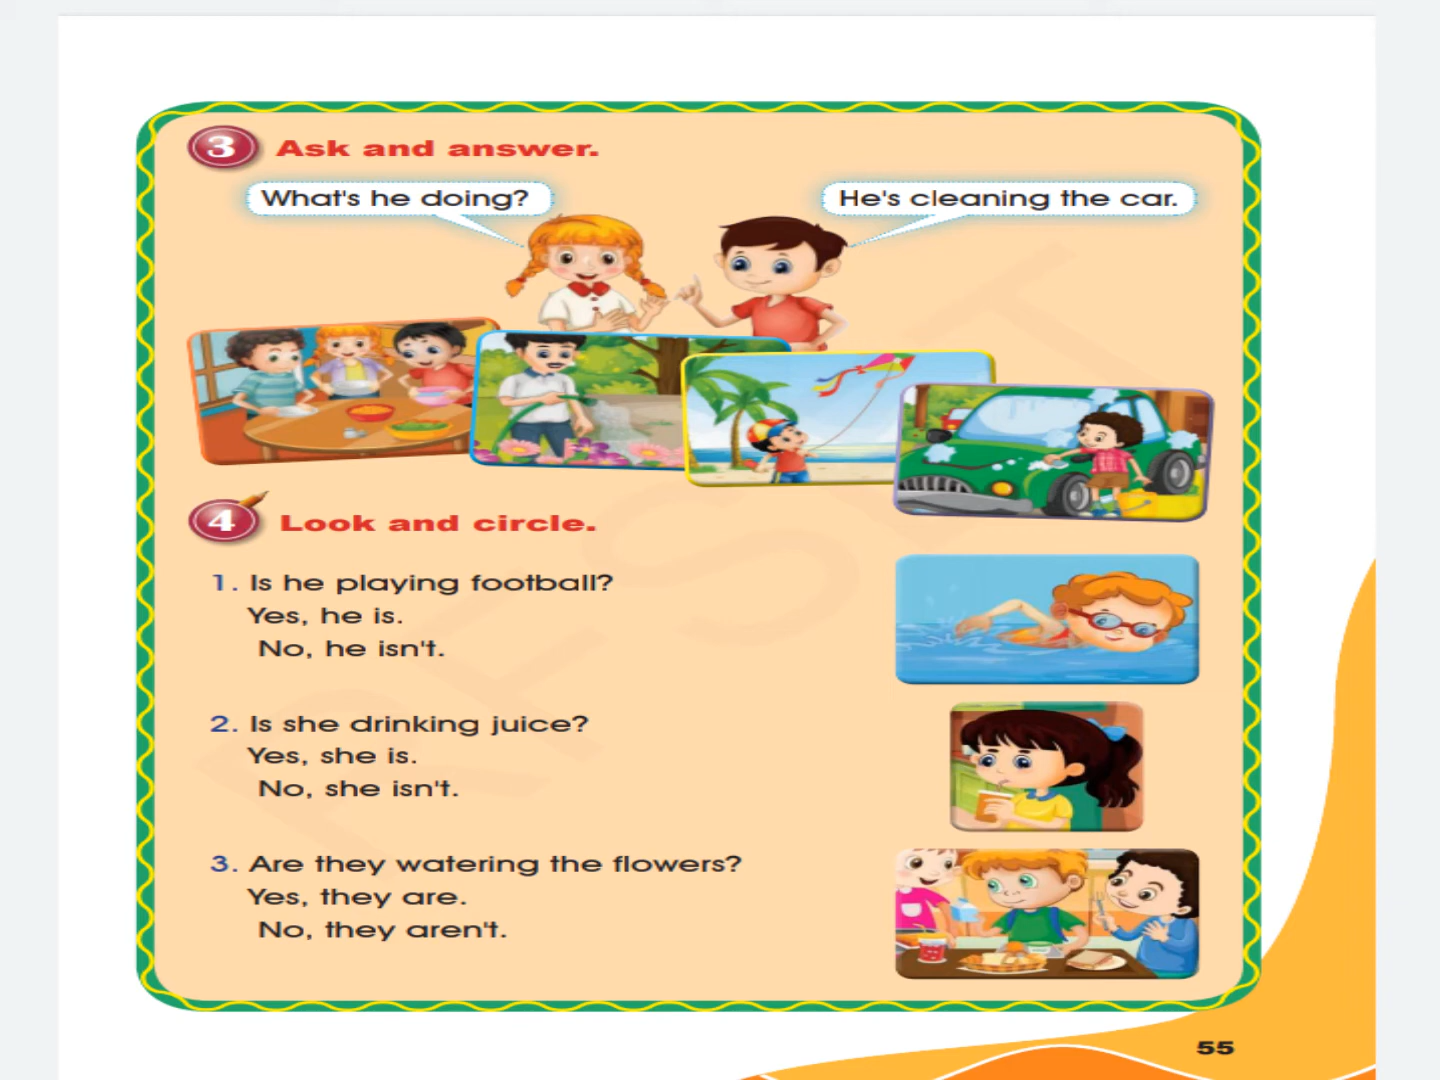 3 Ask and answer.
What's he doing?
He's cleaning the car.
4 Look and circle.
1. Is he playing football?
Yes, he is.
No, he isn't.
2. Is she drinking juice?
Yes, she is.
No, she isn't.
3. Are they watering the flowers?
Yes, they are.
No, they aren't.
55